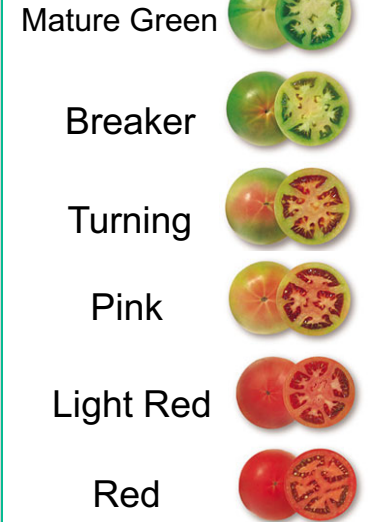 Mature Green
Breaker
Turning
Pink
Light Red
Red